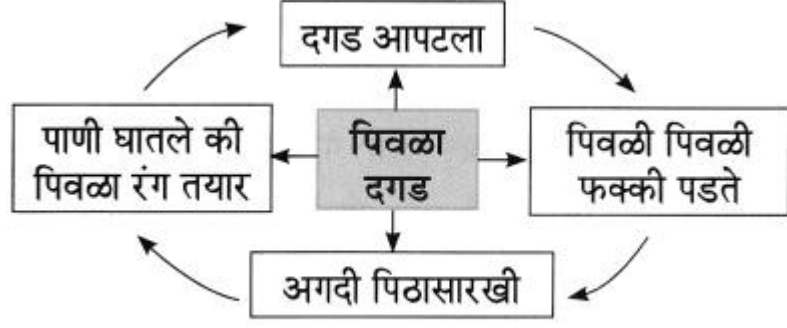 दगड आपटला
पाणी घातले की
पिवळा रंग तयार
पिवळा
दगड
पिवळी पिवळी
फक्की पडते
अगदी पिठासारखी